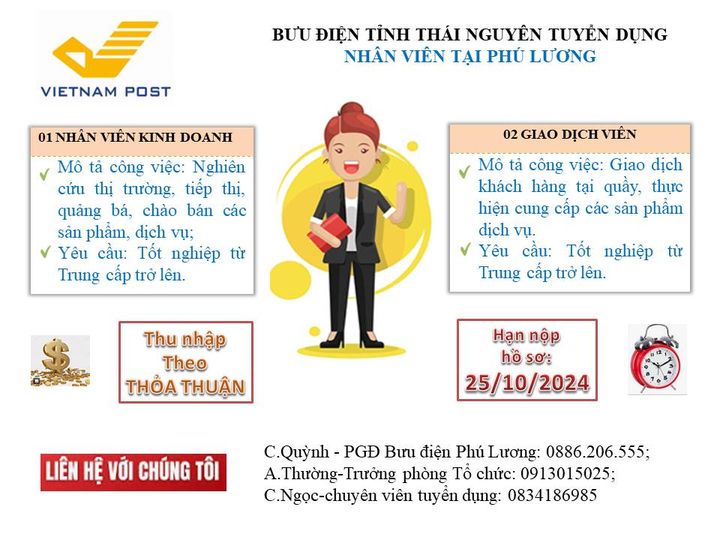 BƯU ĐIỆN TỈNH THÁI NGUYÊN TUYỂN DỤNG
NHÂN VIÊN TẠI PHÚ LƯƠNG
VIETNAM POST
01 NHÂN VIÊN KINH DOANH
Mô tả công việc: Nghiên
cứu thị trường, tiếp thị,
quảng bá, chào bán các
sản phẩm, dịch vụ;
Yêu cầu: Tốt nghiệp từ
Trung cấp trở lên.
02 GIAO DỊCH VIÊN
Mô tả công việc: Giao dịch
khách hàng tại quầy, thực
hiện cung cấp các sản phẩm
dịch vụ.
Yêu cầu: Tốt nghiệp từ
Trung cấp trở lên.
Thu nhập
Theo
THỎA THUẬN
Hạn nộp
hồ sơ:
25/10/2024
LIÊN HỆ VỚI CHÚNG TÔI
C.Quỳnh - PGĐ Bưu điện Phú Lương: 0886.206.555;
A.Thường-Trưởng phòng Tổ chức: 0913015025;
C.Ngọc-chuyên viên tuyển dụng: 0834186985